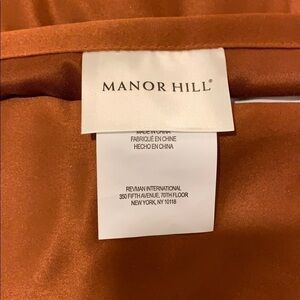 MANOR HILL®
MADE IN CHINA
FABRIQUÉ EN CHINE
HECHO EN CHINA
REVMAN INTERNATIONAL
350 FIFTH AVENUE, 70TH FLOOR
NEW YORK, NY 10118